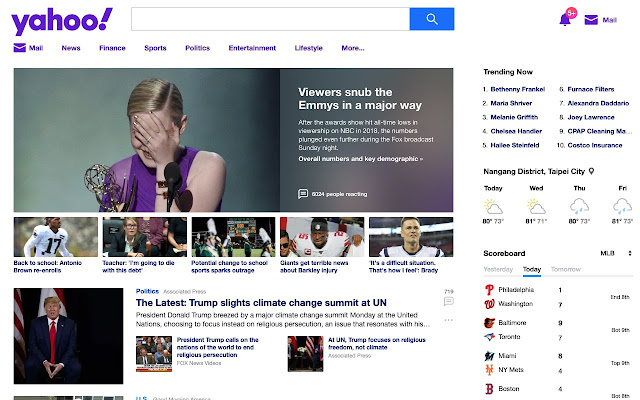 yahoo!
5+
Mail
Mail News Finance Sports Politics Entertainment Lifestyle More...
Viewers snub the
Emmys in a major way
After the awards show hit all-time lows in
viewership on NBC in 2018, the numbers
plunged even further during the Fox broadcast
Sunday night.
Overall numbers and key demographic »
6024 people reacting
Back to school: Antonio
Brown re-enrolls
Teacher: 'I'm going to die
with this debt'
Potential change to school
sports sparks outrage
Giants get terrible news
about Barkley injury
'It's a difficult situation.
That's how I feel': Brady
Politics Associated Press
719
The Latest: Trump slights climate change summit at UN
President Donald Trump breezed by a major climate change summit Monday at the United
Nations, choosing to focus instead on religious persecution, an issue that resonates with his...
President Trump calls on the
nations of the world to end
religious persecution
FOX News Videos
At UN, Trump focuses on religious
freedom, not climate
Associated Press
U.S. Good Morning America
Trending Now
1. Bethenny Frankel
2. Maria Shriver
3. Melanie Griffith
4. Chelsea Handler
5. Hailee Steinfeld
6. Furnace Filters
7. Alexandra Daddario
8. Joey Lawrence
9. CPAP Cleaning Ma...
10. Costco Insurance
Nangang District, Taipei City
Today Wed Thu Fri
80° 73° 81° 71° 80° 73° 83° 73°
Scoreboard MLB
Yesterday Today Tomorrow
Philadelphia 1
Washington 7
End 8th
Baltimore 9
Toronto 7
Bot 9th
Miami 8
NY Mets 4
Top 9th
Boston 4
Bot 8th